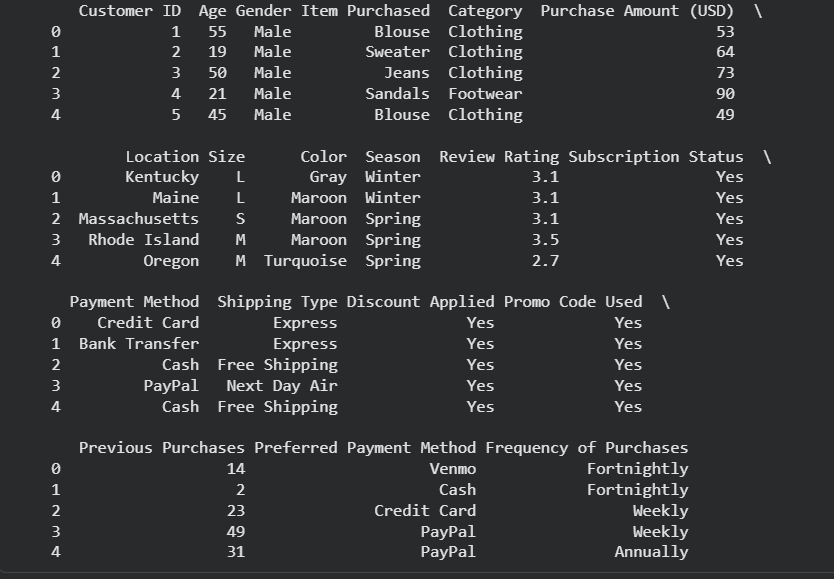 Customer ID  Age Gender Item Purchased  Category  Purchase Amount (USD)  \
0            1   55   Male         Blouse  Clothing                     53
1            2   19   Male        Sweater  Clothing                     64
2            3   50   Male          Jeans  Clothing                     73
3            4   21   Male        Sandals  Footwear                     90
4            5   45   Male         Blouse  Clothing                     49
Location Size      Color  Season  Review Rating Subscription Status  \
0       Kentucky    L       Gray  Winter            3.1                 Yes
1          Maine    L     Maroon  Winter            3.1                 Yes
2  Massachusetts    S     Maroon  Spring            3.1                 Yes
3   Rhode Island    M     Maroon  Spring            3.5                 Yes
4         Oregon    M  Turquoise  Spring            2.7                 Yes
Payment Method  Shipping Type Discount Applied Promo Code Used  \
0    Credit Card        Express              Yes             Yes
1  Bank Transfer        Express              Yes             Yes
2           Cash  Free Shipping              Yes             Yes
3         PayPal   Next Day Air              Yes             Yes
4           Cash  Free Shipping              Yes             Yes
Previous Purchases Preferred Payment Method Frequency of Purchases
0                  14                    Venmo            Fortnightly
1                   2                     Cash            Fortnightly
2                  23              Credit Card                 Weekly
3                  49                   PayPal                 Weekly
4                  31                   PayPal               Annually